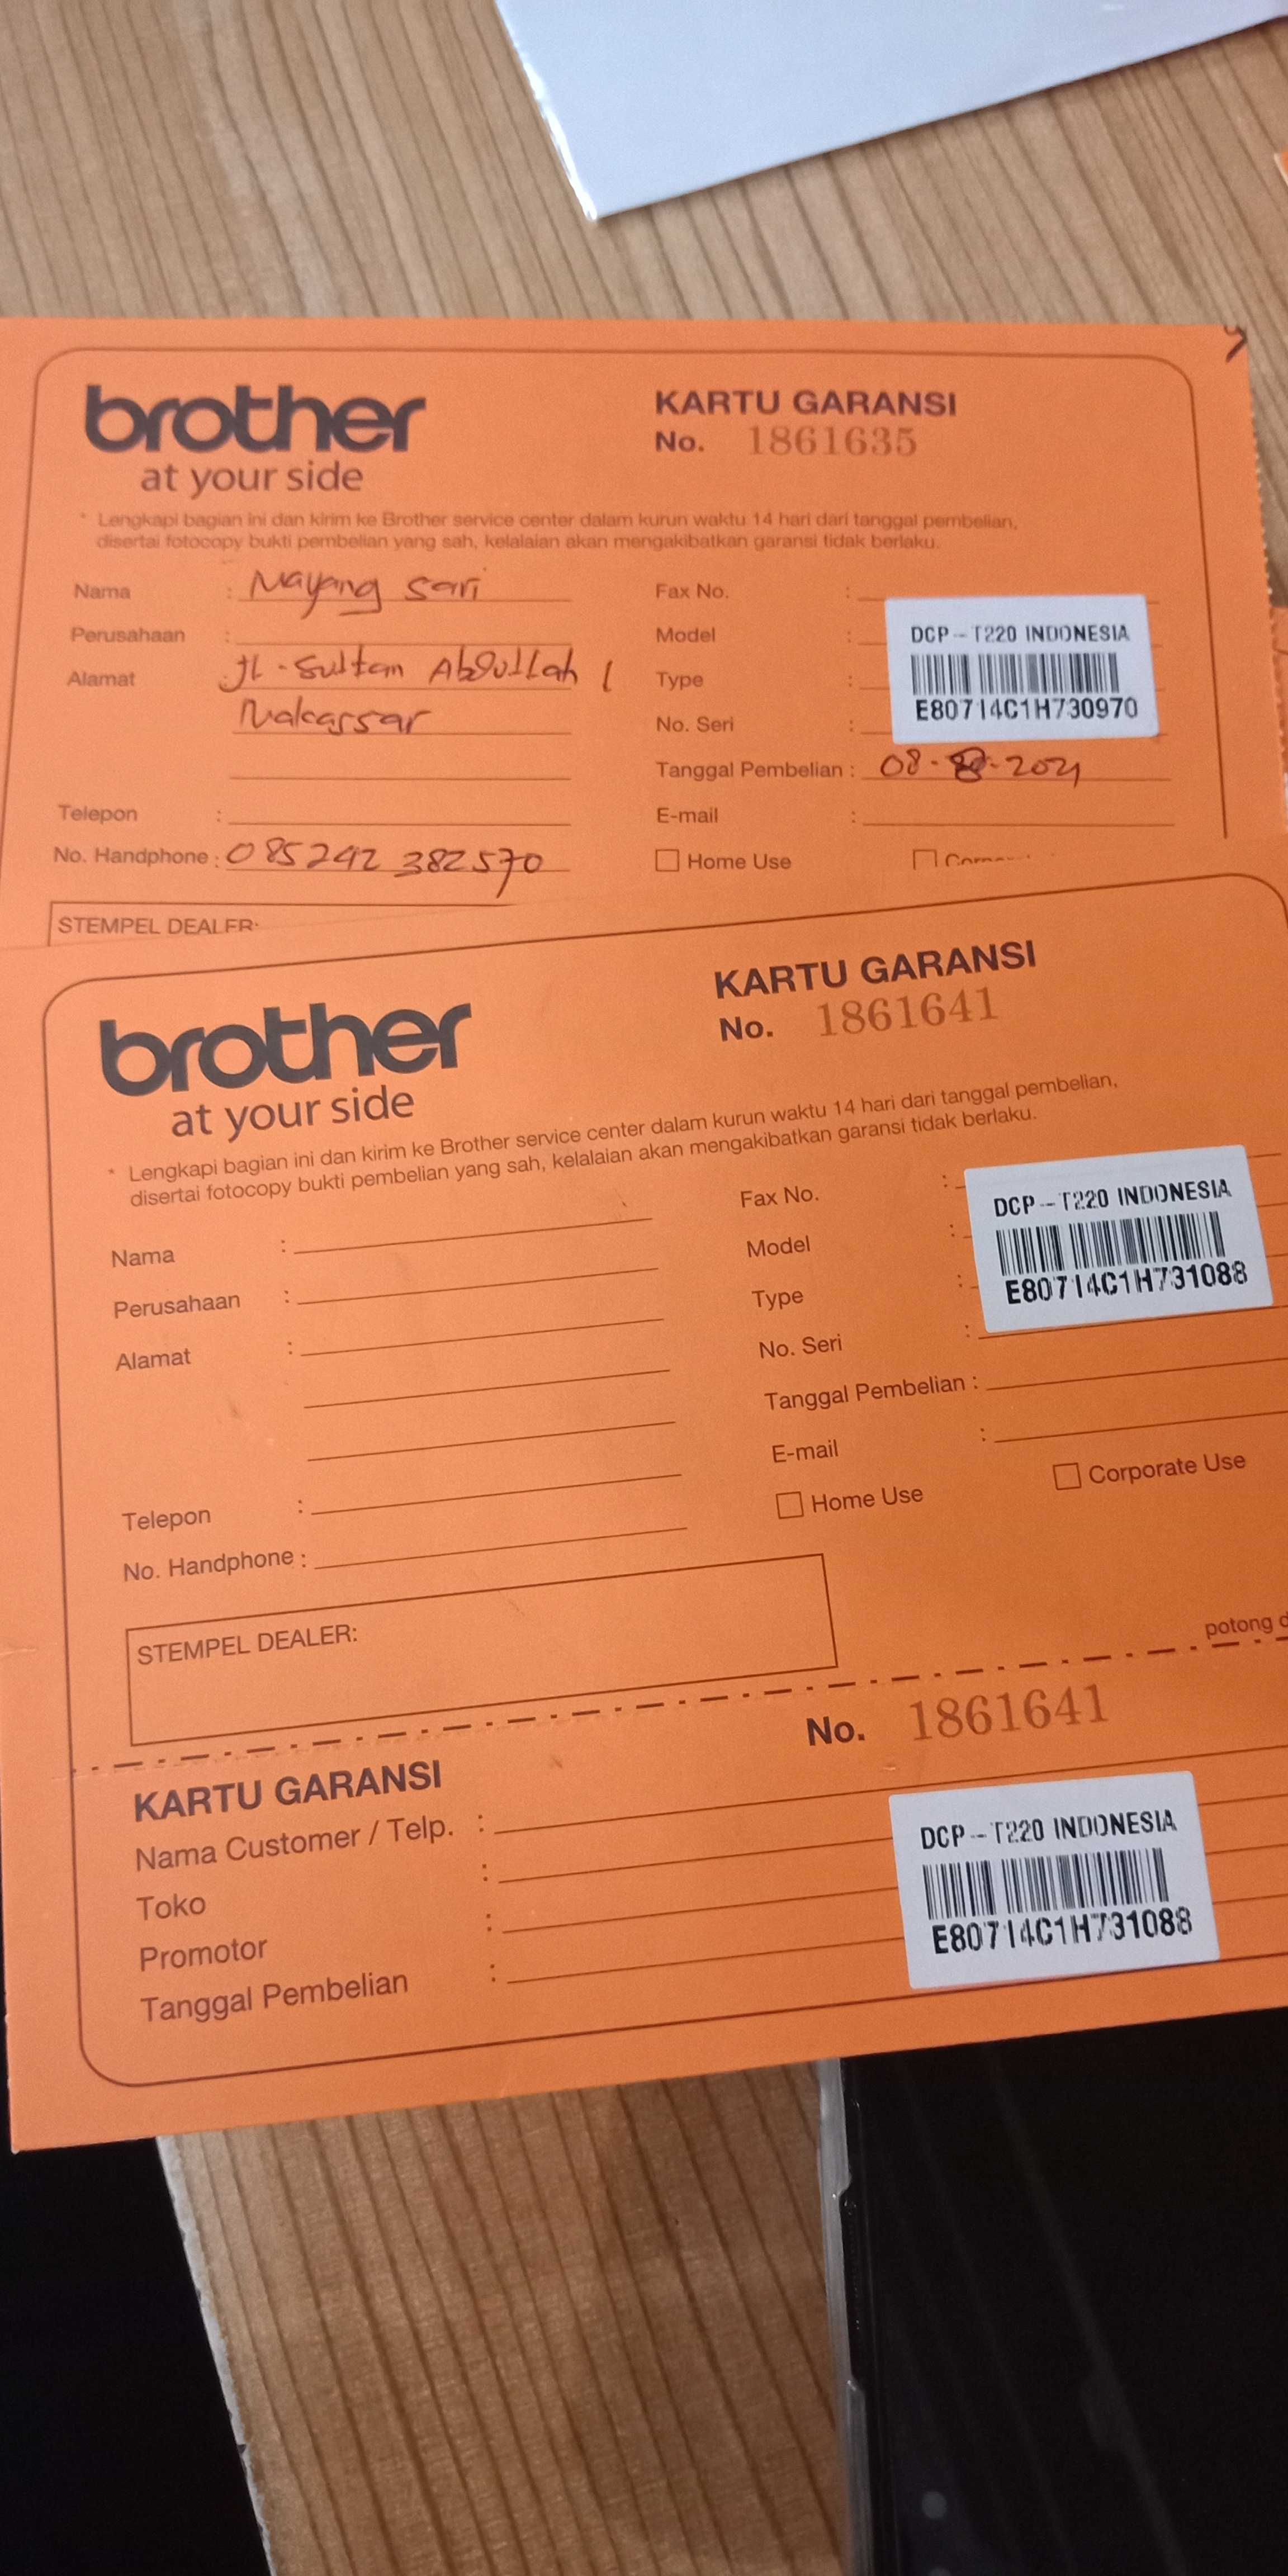 brother
at your side
KARTU GARANSI
No. 1861635
* Lengkapi bagian ini dan kirim ke Brother service center dalam kurun waktu 14 hari dari tanggal pembelian,
disertai fotocopy bukti pembelian yang sah, kelalaian akan mengakibatkan garansi tidak berlaku.
Nama : Mayang Sari
Perusahaan :
Alamat : Jl. Sultan Abdullah 1
Makassar
Telepon :
No. Handphone : 085242 382570
Fax No. :
Model :
Type :
No. Seri :
DCP-T220 INDONESIA
E80714C1H730970
Tanggal Pembelian : 08- -2021
E-mail :
Home Use
STEMPEL DEALER:
brother
at your side
KARTU GARANSI
No. 1861641
* Lengkapi bagian ini dan kirim ke Brother service center dalam kurun waktu 14 hari dari tanggal pembelian,
disertai fotocopy bukti pembelian yang sah, kelalaian akan mengakibatkan garansi tidak berlaku.
Nama :
Perusahaan :
Alamat :
Telepon :
No. Handphone :
Fax No. :
Model :
Type :
No. Seri :
DCP-T220 INDONESIA
E80714C1H731088
Tanggal Pembelian :
E-mail :
Home Use
Corporate Use
STEMPEL DEALER:
potong
KARTU GARANSI
No. 1861641
Nama Customer / Telp. :
Toko :
Promotor :
Tanggal Pembelian :
DCP-T220 INDONESIA
E80714C1H731088